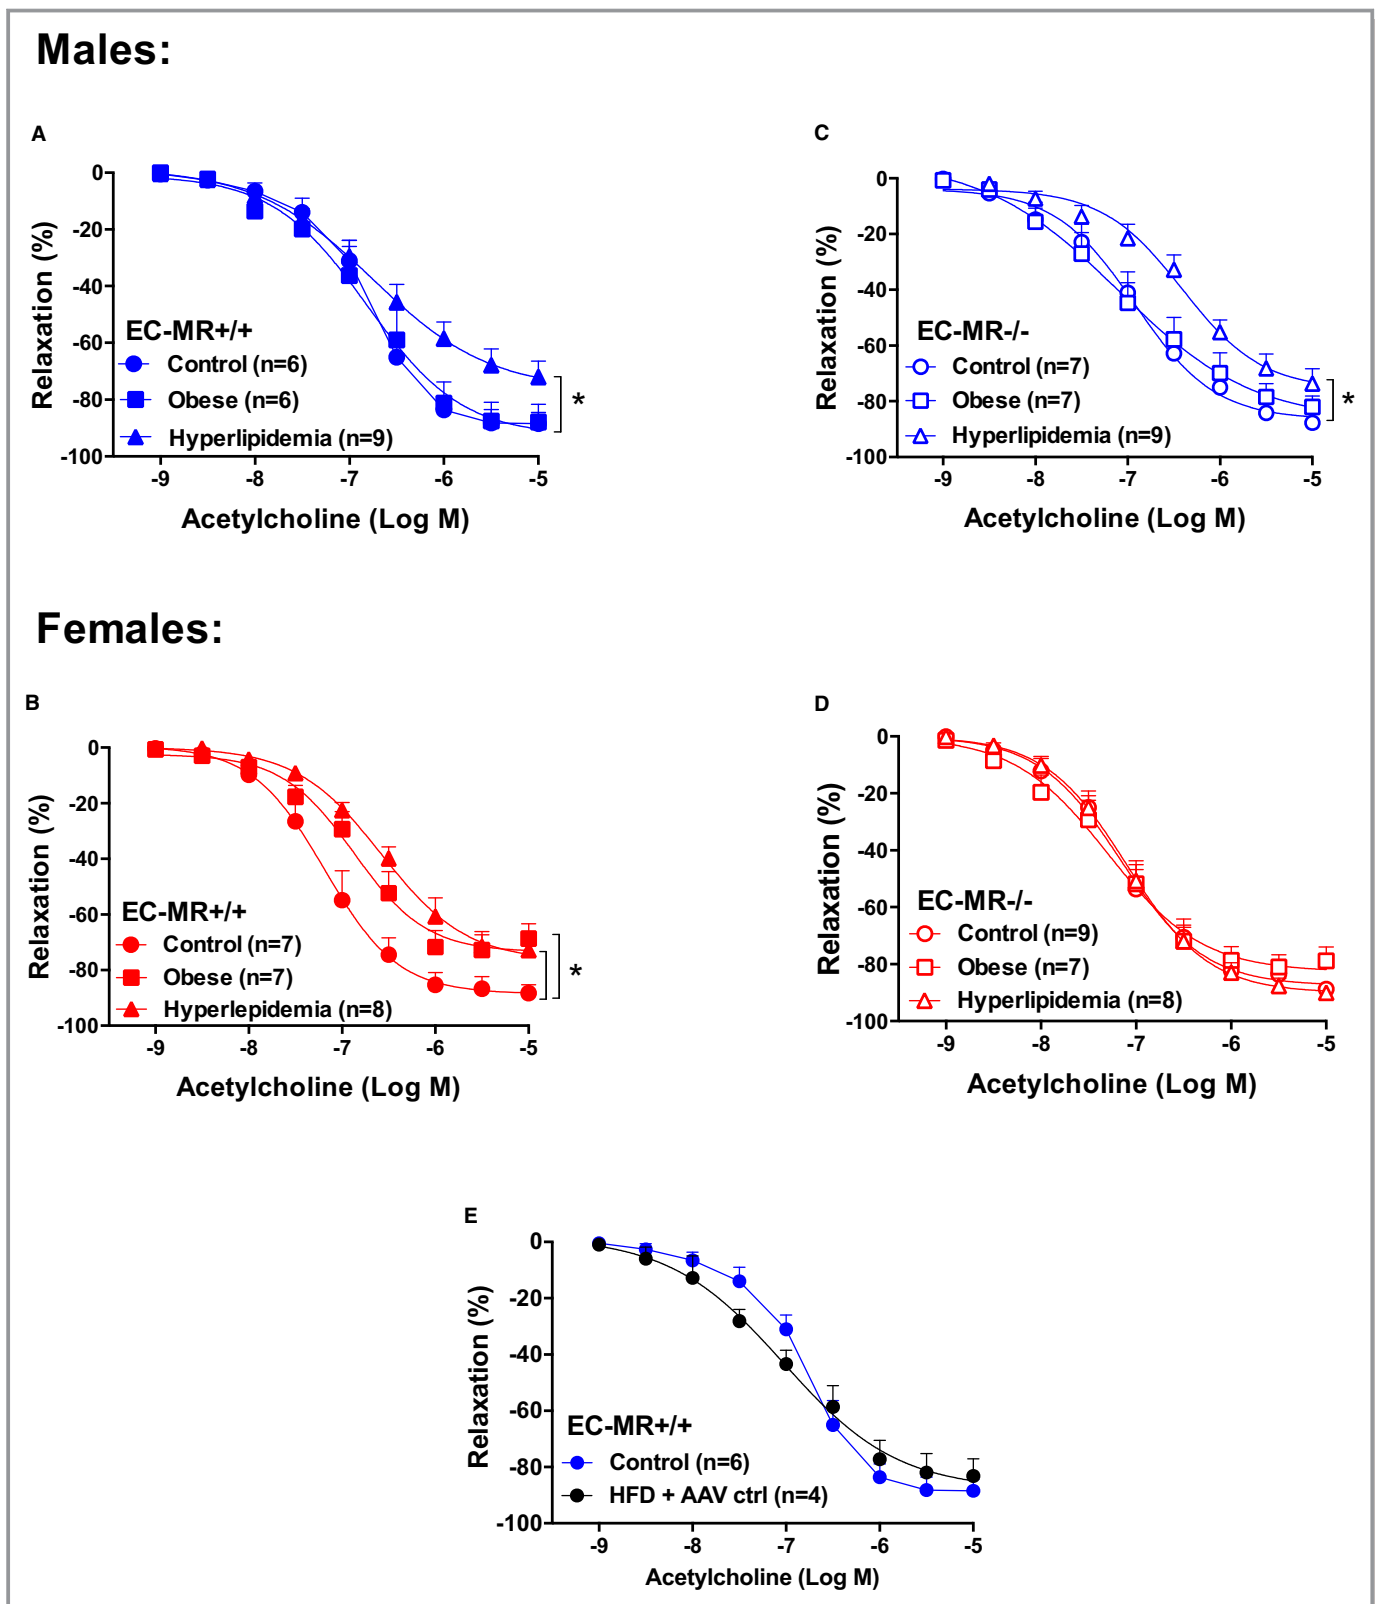 Males:
A
0
-20
-40
-60
-80
-100
Relaxation (%)
EC-MR+/+
Control (n=6)
Obese (n=6)
Hyperlipidemia (n=9)
*
-9 -8 -7 -6 -5
Acetylcholine (Log M)
C
0
-20
-40
-60
-80
-100
Relaxation (%)
EC-MR-/-
Control (n=7)
Obese (n=7)
Hyperlipidemia (n=9)
*
-9 -8 -7 -6 -5
Acetylcholine (Log M)
Females:
B
0
-20
-40
-60
-80
-100
Relaxation (%)
EC-MR+/+
Control (n=7)
Obese (n=7)
Hyperlepidemia (n=8)
*
-9 -8 -7 -6 -5
Acetylcholine (Log M)
D
0
-20
-40
-60
-80
-100
Relaxation (%)
EC-MR-/-
Control (n=9)
Obese (n=7)
Hyperlipidemia (n=8)
-9 -8 -7 -6 -5
Acetylcholine (Log M)
E
0
-20
-40
-60
-80
-100
Relaxation (%)
EC-MR+/+
Control (n=6)
HFD + AAV ctrl (n=4)
-9 -8 -7 -6 -5
Acetylcholine (Log M)